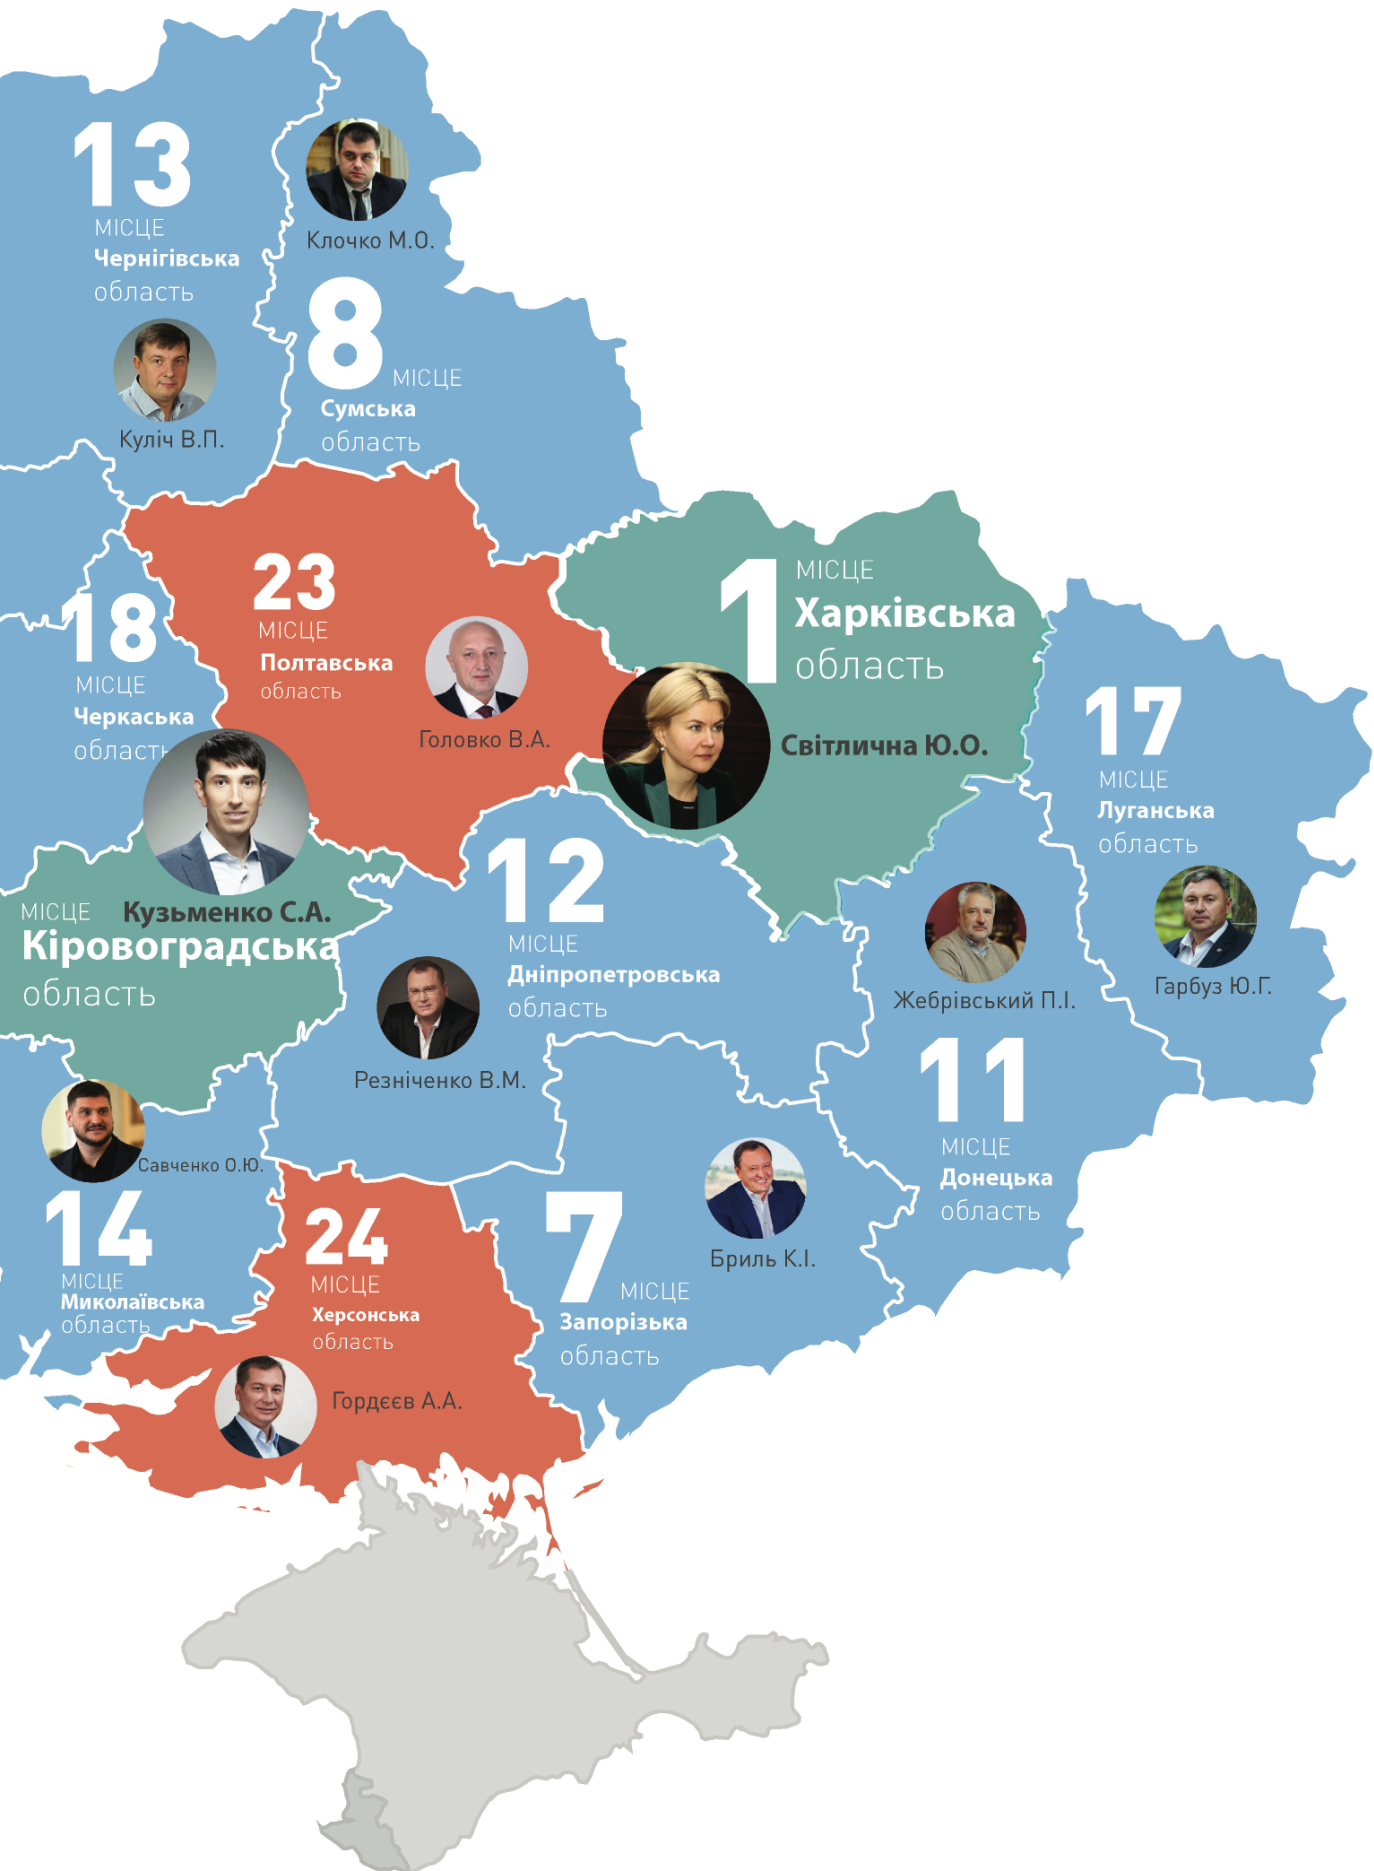 13
МІСЦЕ
Чернігівська
область
Куліч В.П.
Клочко М.О.
8 МІСЦЕ
Сумська
область
18
МІСЦЕ
Черкаська
область
23
МІСЦЕ
Полтавська
область
Головко В.А.
1 МІСЦЕ
Харківська
область
Світлична Ю.О.
17
МІСЦЕ
Луганська
область
Гарбуз Ю.Г.
МІСЦЕ Кузьменко С.А.
Кіровоградська
область
12
МІСЦЕ
Дніпропетровська
область
Резніченко В.М.
Жебрівський П.І.
11
МІСЦЕ
Донецька
область
Савченко О.Ю.
14
МІСЦЕ
Миколаївська
область
24
МІСЦЕ
Херсонська
область
Гордєєв А.А.
Бриль К.І.
7 МІСЦЕ
Запорізька
область